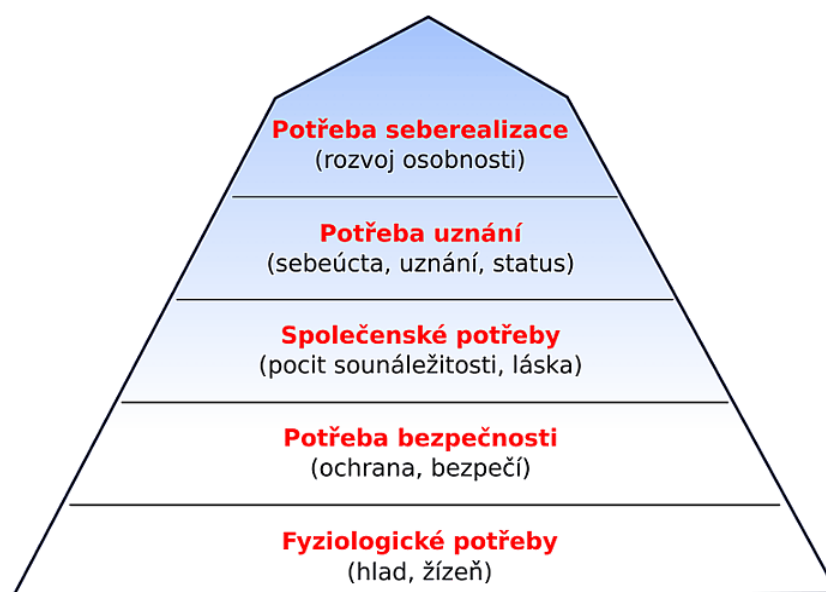 Potřeba seberealizace
(rozvoj osobnosti)
Potřeba uznání
(sebeúcta, uznání, status)
Společenské potřeby
(pocit sounáležitosti, láska)
Potřeba bezpečnosti
(ochrana, bezpečí)
Fyziologické potřeby
(hlad, žízeň)